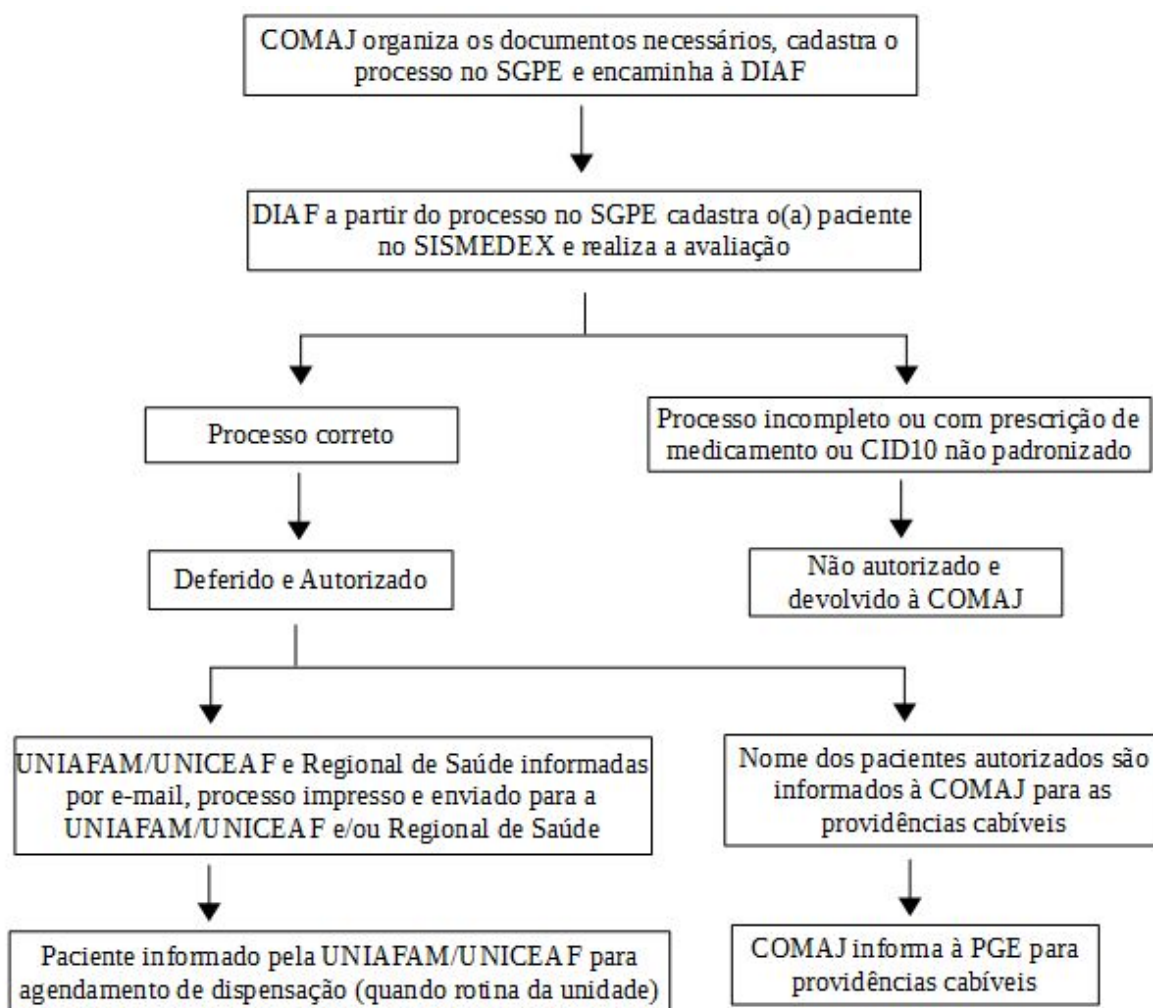 COMAJ organiza os documentos necessários, cadastra o
processo no SGPE e encaminha à DIAF
DIAF a partir do processo no SGPE cadastra o(a) paciente
no SISMEDEX e realiza a avaliação
Processo correto
Processo incompleto ou com prescrição de
medicamento ou CID10 não padronizado
Deferido e Autorizado
Não autorizado e
devolvido à COMAJ
UNIAFAM/UNICEAF e Regional de Saúde informadas
por e-mail, processo impresso e enviado para a
UNIAFAM/UNICEAF e/ou Regional de Saúde
Nome dos pacientes autorizados são
informados à COMAJ para as
providências cabíveis
Paciente informado pela UNIAFAM/UNICEAF para
agendamento de dispensação (quando rotina da unidade)
COMAJ informa à PGE para
providências cabíveis